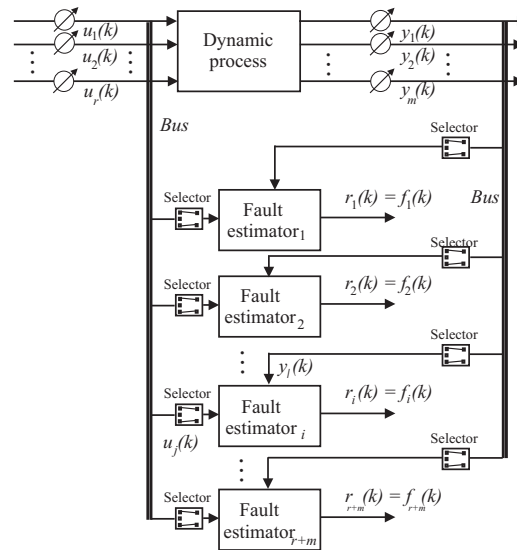 u₁(k)
Dynamic
process
y₁(k)
u₂(k)
y₂(k)
uᵣ(k)
yₘ(k)
Bus
Selector
Selector
Fault
estimator₁
r₁(k) = f₁(k)
Bus
Selector
Selector
Fault
estimator₂
r₂(k) = f₂(k)
Selector
yₗ(k)
Selector
Fault
estimator ᵢ
rᵢ(k) = fᵢ(k)
uⱼ(k)
Selector
Selector
Fault
estimatorᵣ₊ₘ
rᵣ₊ₘ(k) = fᵣ₊ₘ(k)